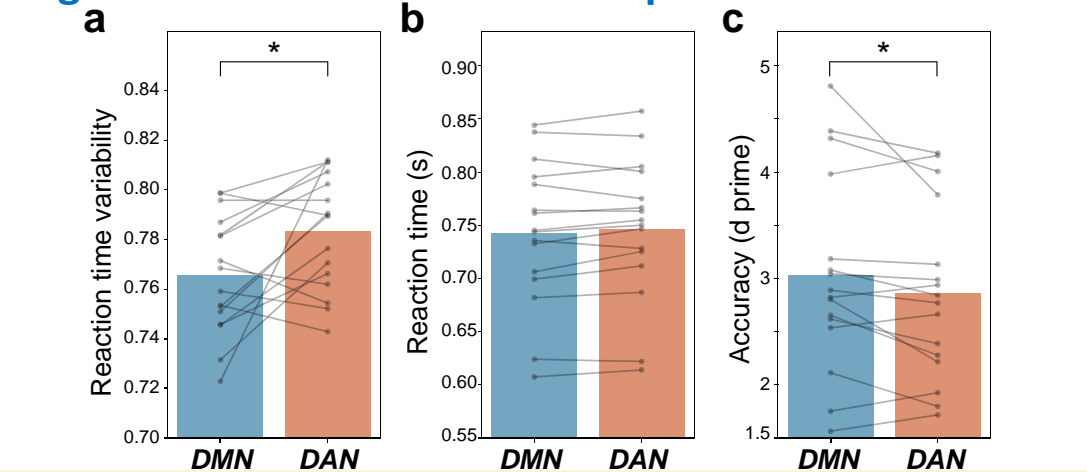 a
*
Reaction time variability
0.84
0.82
0.80
0.78
0.76
0.74
0.72
0.70
DMN
DAN
b
Reaction time (s)
0.90
0.85
0.80
0.75
0.70
0.65
0.60
0.55
DMN
DAN
c
*
Accuracy (d prime)
5
4
3
2
1.5
DMN
DAN